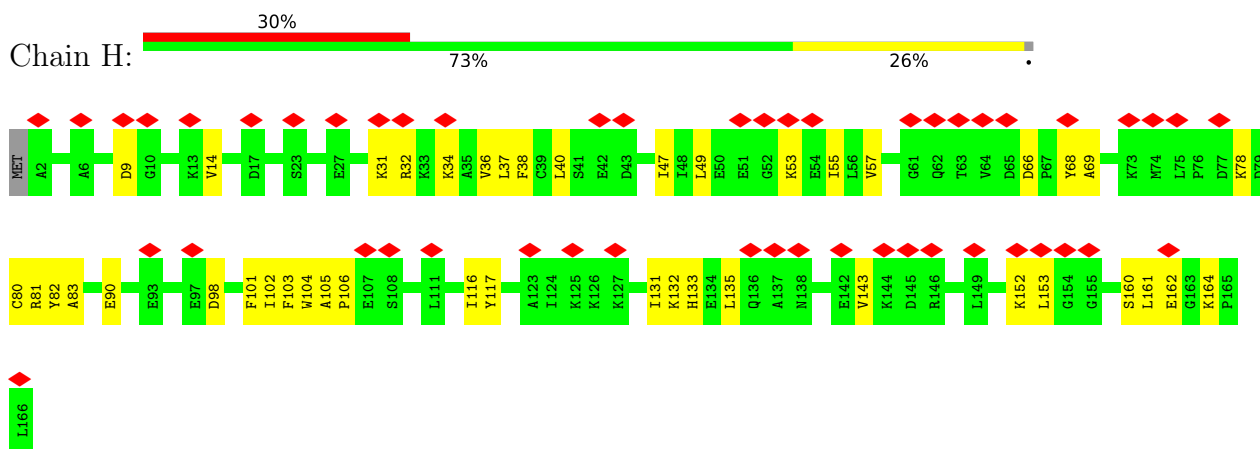 30%
Chain H:
73% 26% •
MET A2 A6 D9 G10 K13 V14 D17 S23 E27 K31 R32 K33 K34 A35 V36 L37 F38 C39 L40 S41 E42 D43 I47 I48 L49 E50 E51 G52 K53 E54 I55 L56 V57 G61 Q62 T63 V64 D65 D66 P67 Y68 A69 K73 M74 L75 P76 D77 K78 D79
C80 R81 Y82 A83 E90 E93 E97 D98 F101 I102 F103 W104 A105 P106 E107 S108 L111 I116 Y117 A123 I124 K125 K126 K127 I131 K132 H133 E134 L135 Q136 A137 N138 E142 V143 K144 D145 R146 L149 K152 L153 G154 G155 S160 L161 E162 G163 K164 P165
L166